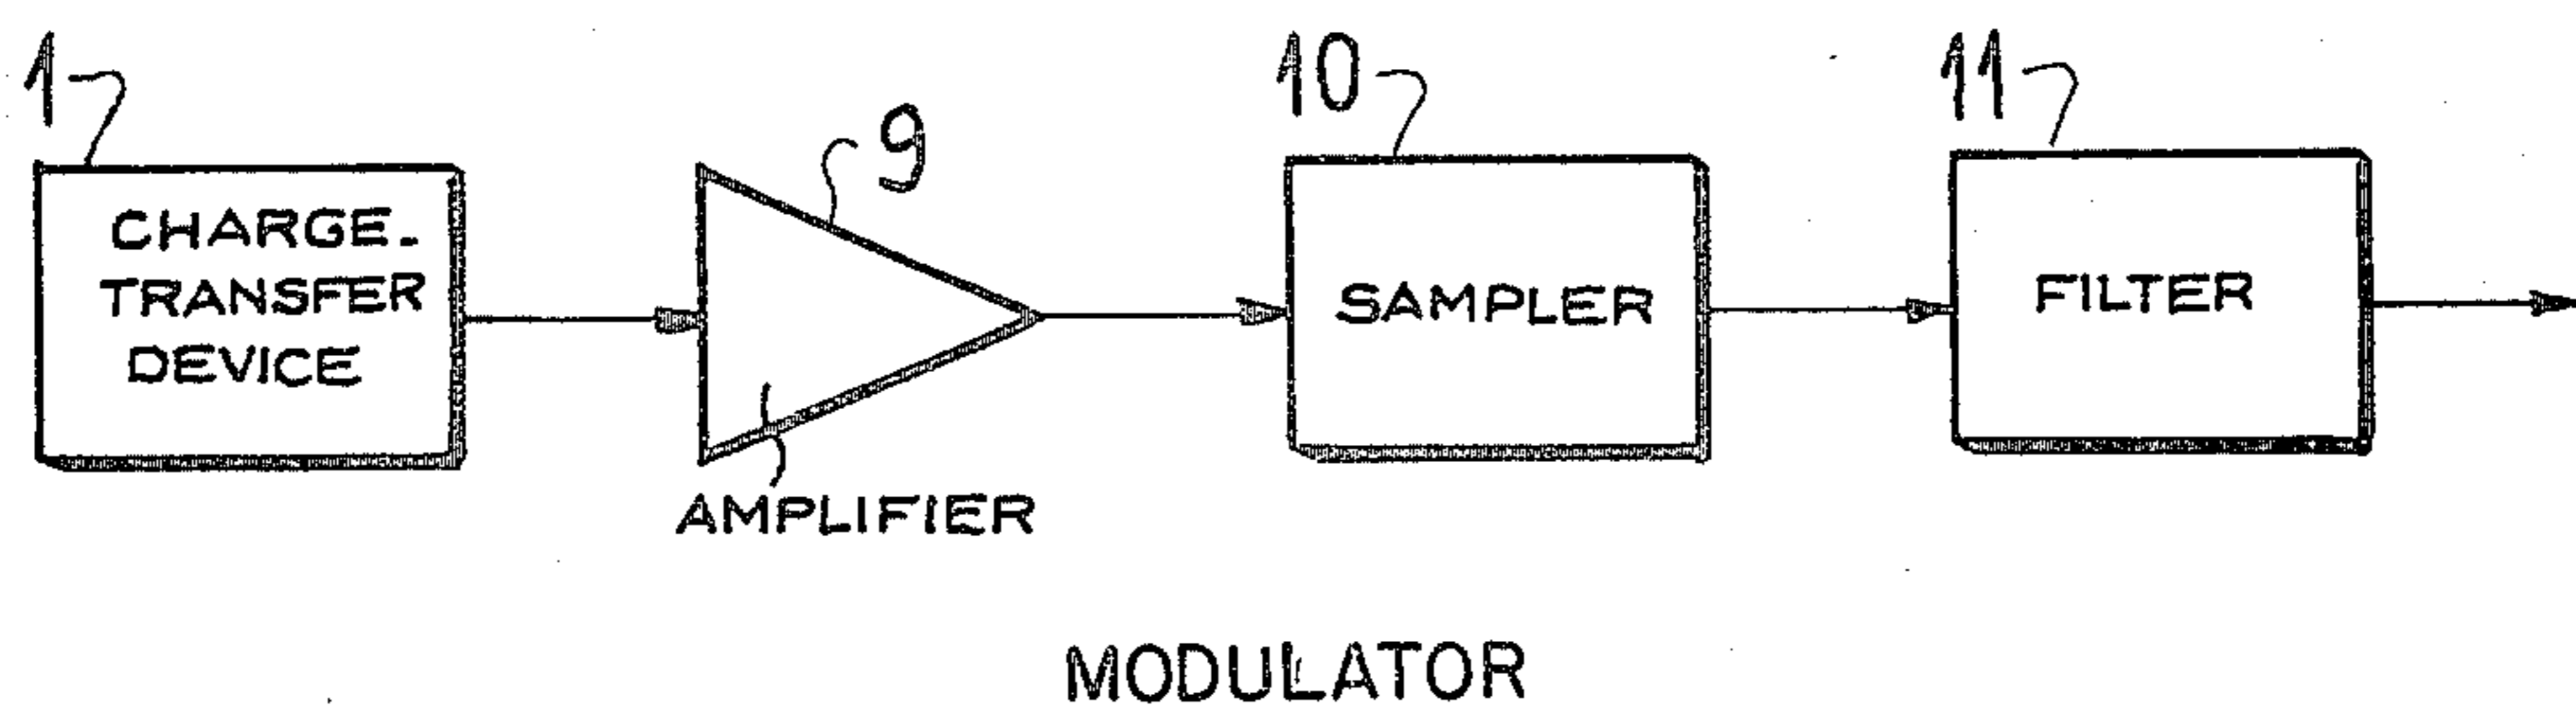 1
9
10
11
CHARGE-
TRANSFER
DEVICE
SAMPLER
FILTER
AMPLIFIER
MODULATOR